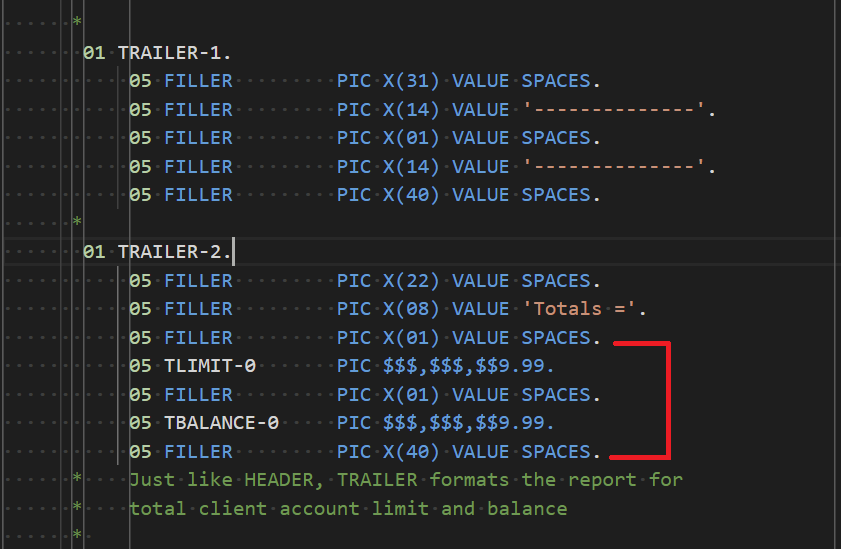 *
01 TRAILER-1.
05 FILLER PIC X(31) VALUE SPACES.
05 FILLER PIC X(14) VALUE '--------------'.
05 FILLER PIC X(01) VALUE SPACES.
05 FILLER PIC X(14) VALUE '--------------'.
05 FILLER PIC X(40) VALUE SPACES.
*
01 TRAILER-2.
05 FILLER PIC X(22) VALUE SPACES.
05 FILLER PIC X(08) VALUE 'Totals ='.
05 FILLER PIC X(01) VALUE SPACES.
05 TLIMIT-0 PIC $$$,$$$,$$9.99.
05 FILLER PIC X(01) VALUE SPACES.
05 TBALANCE-0 PIC $$$,$$$,$$9.99.
05 FILLER PIC X(40) VALUE SPACES.
* Just like HEADER, TRAILER formats the report for
* total client account limit and balance
*